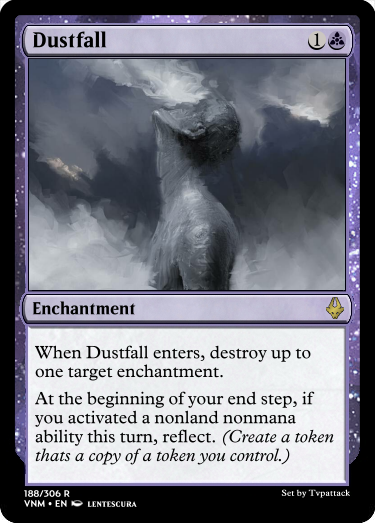 Dustfall 1
Enchantment
When Dustfall enters, destroy up to
one target enchantment.
At the beginning of your end step, if
you activated a nonland nonmana
ability this turn, reflect. (Create a token
thats a copy of a token you control.)
188/306 R
VNM • EN LENTESCURA
Set by Tvpattack